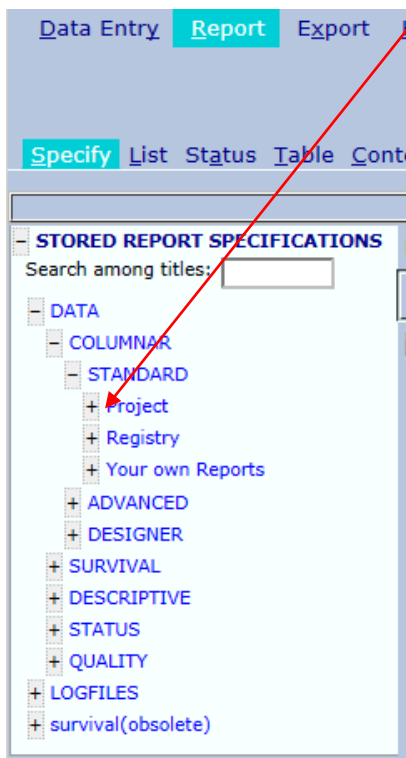 Data Entry Report Export
Specify List Status Table
- STORED REPORT SPECIFICATIONS
Search among titles:
- DATA
- COLUMNAR
- STANDARD
+ Project
+ Registry
+ Your own Reports
+ ADVANCED
+ DESIGNER
+ SURVIVAL
+ DESCRIPTIVE
+ STATUS
+ QUALITY
+ LOGFILES
+ survival(obsolete)